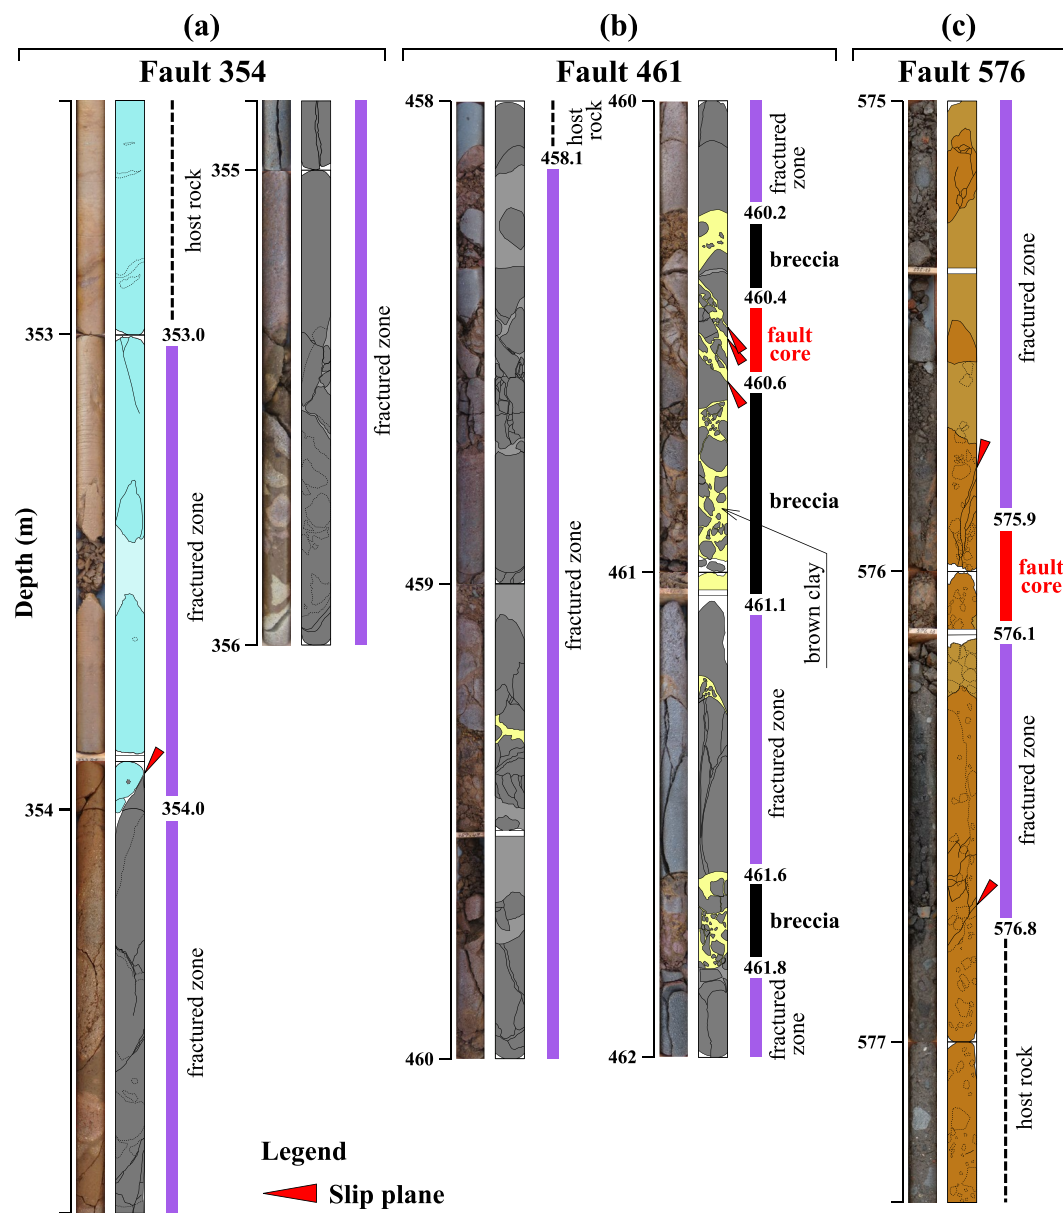 (a)
Fault 354
Depth (m)
353
354
host rock
353.0
fractured zone
354.0
fractured zone
355
356
fractured zone
Legend
Slip plane
(b)
Fault 461
458
459
460
host
rock
458.1
fractured zone
460
461
462
fractured
zone
460.2
breccia
460.4
fault
core
460.6
breccia
brown clay
461.1
fractured zone
461.6
breccia
461.8
fractured
zone
(c)
Fault 576
575
576
577
fractured zone
575.9
fault
core
576.1
fractured zone
576.8
host rock